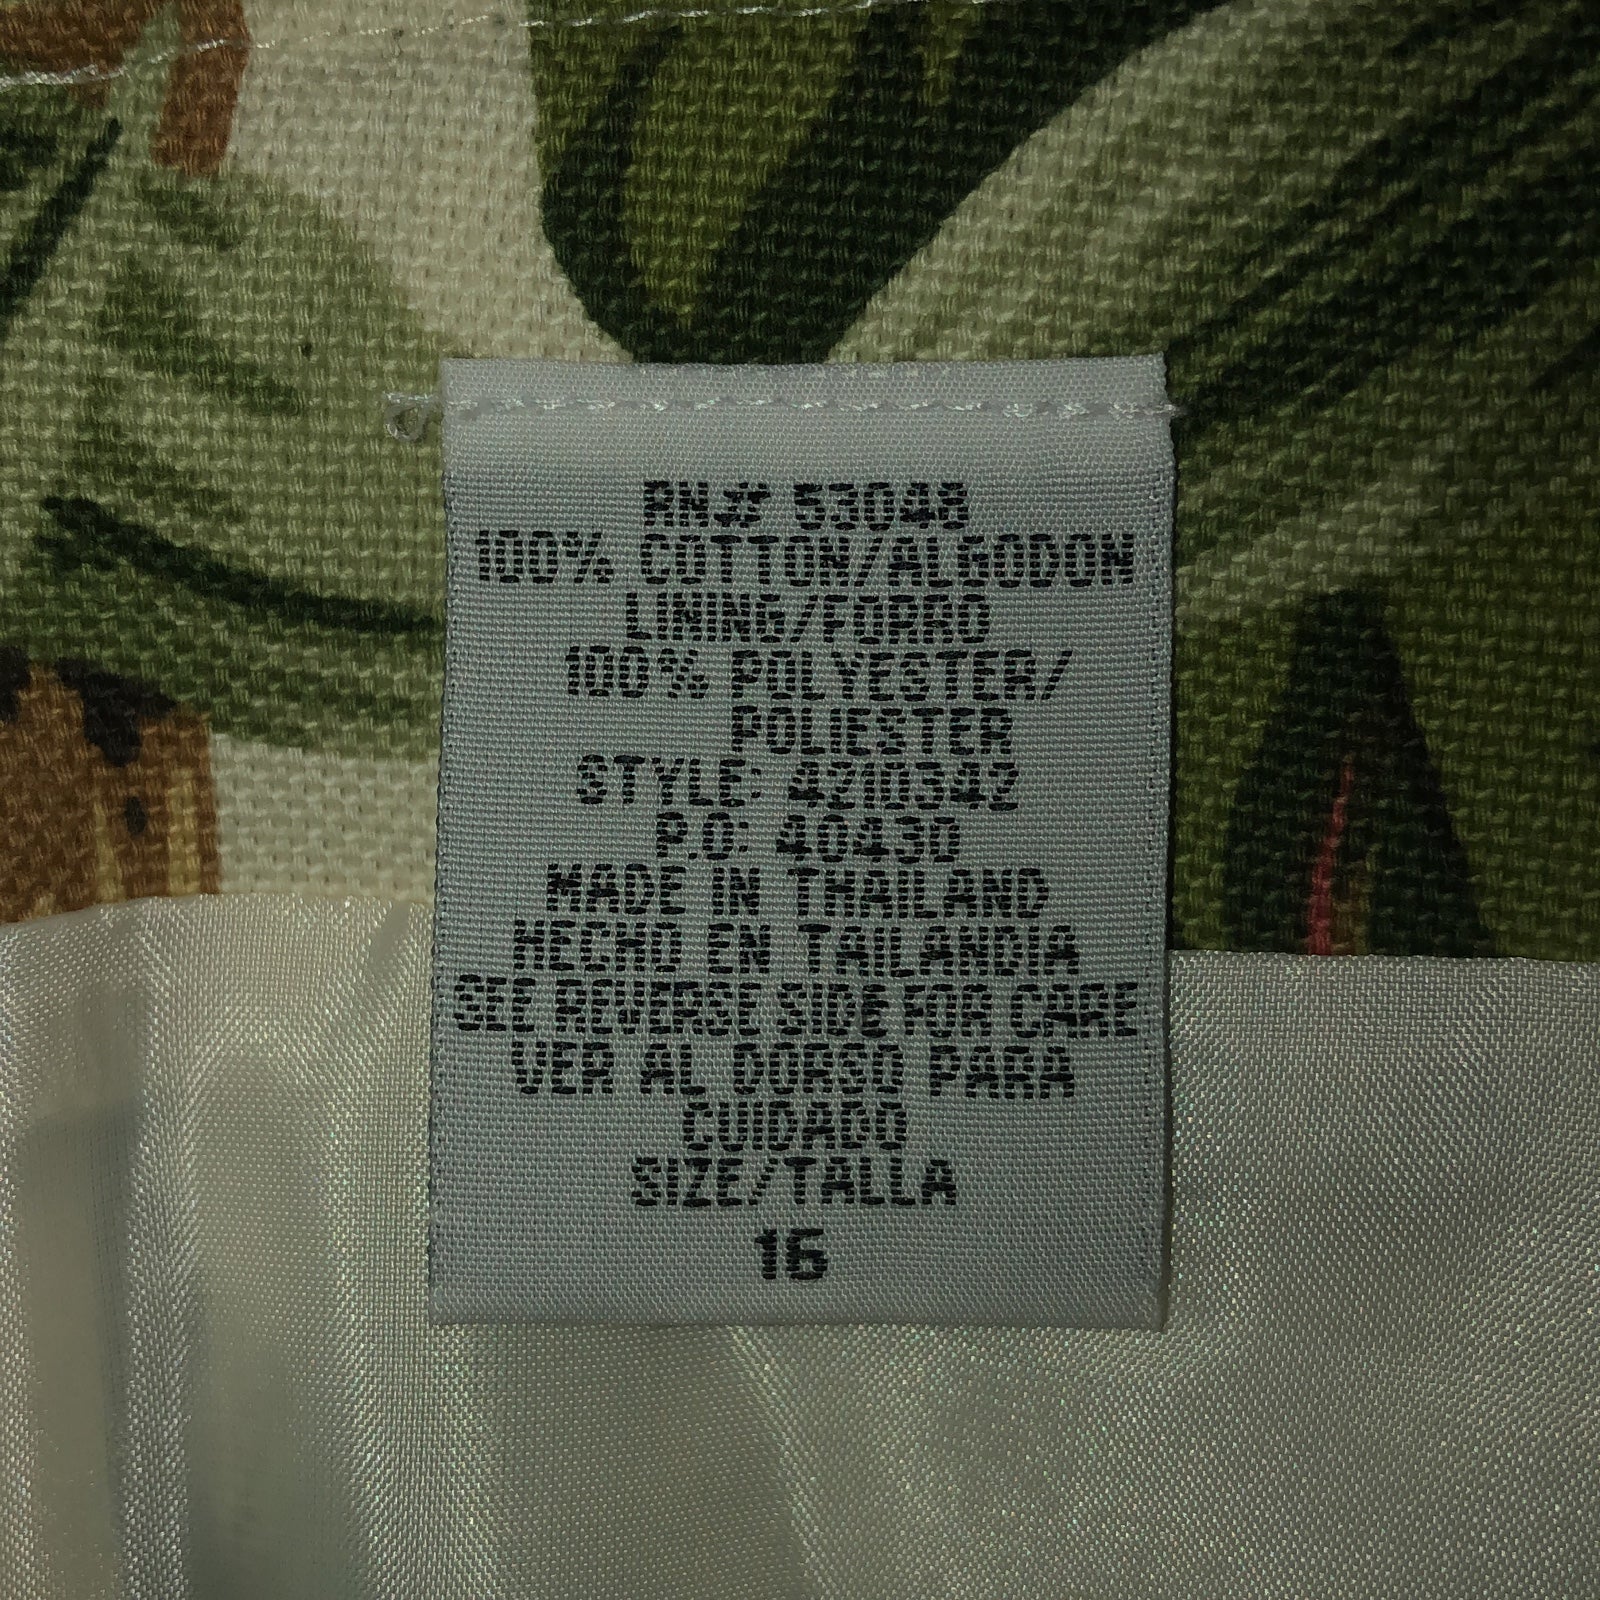 RN# 53048
100% COTTON/ALGODON
LINING/FORRO
100% POLYESTER/
POLIESTER
STYLE: 4210342
P.O: 40430
MADE IN THAILAND
HECHO EN TAILANDIA
SEE REVERSE SIDE FOR CARE
VER AL DORSO PARA
CUIDADO
SIZE/TALLA
16